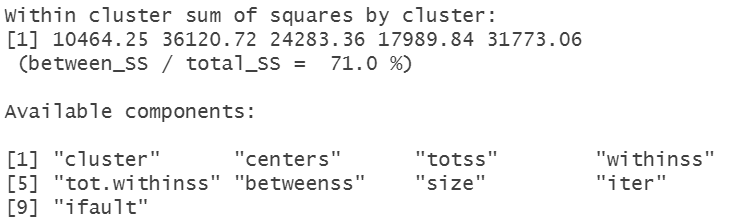 Within cluster sum of squares by cluster:
[1] 10464.25 36120.72 24283.36 17989.84 31773.06
 (between_SS / total_SS =  71.0 %)
Available components:
[1] "cluster"      "centers"      "totss"        "withinss"
[5] "tot.withinss" "betweenss"    "size"         "iter"
[9] "ifault"